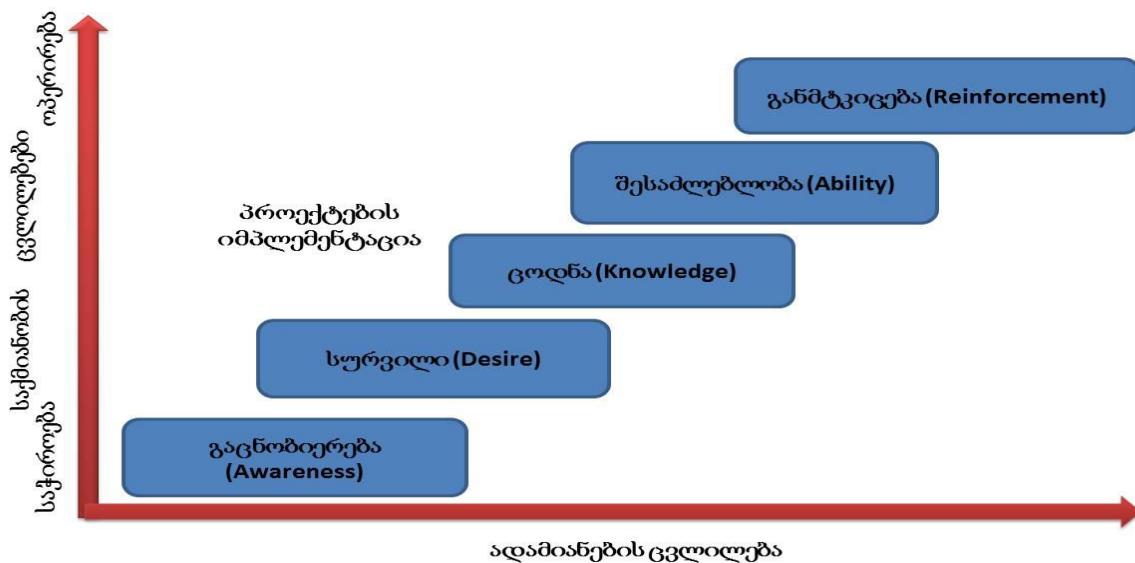 ოპერირება
განმტკიცება (Reinforcement)
ცვლილებები
შესაძლებლობა (Ability)
პროექტების
იმპლემენტაცია
ცოდნა (Knowledge)
საქმიანობის
სურვილი (Desire)
საჭიროება
გაცნობიერება
(Awareness)
ადამიანების ცვლილება